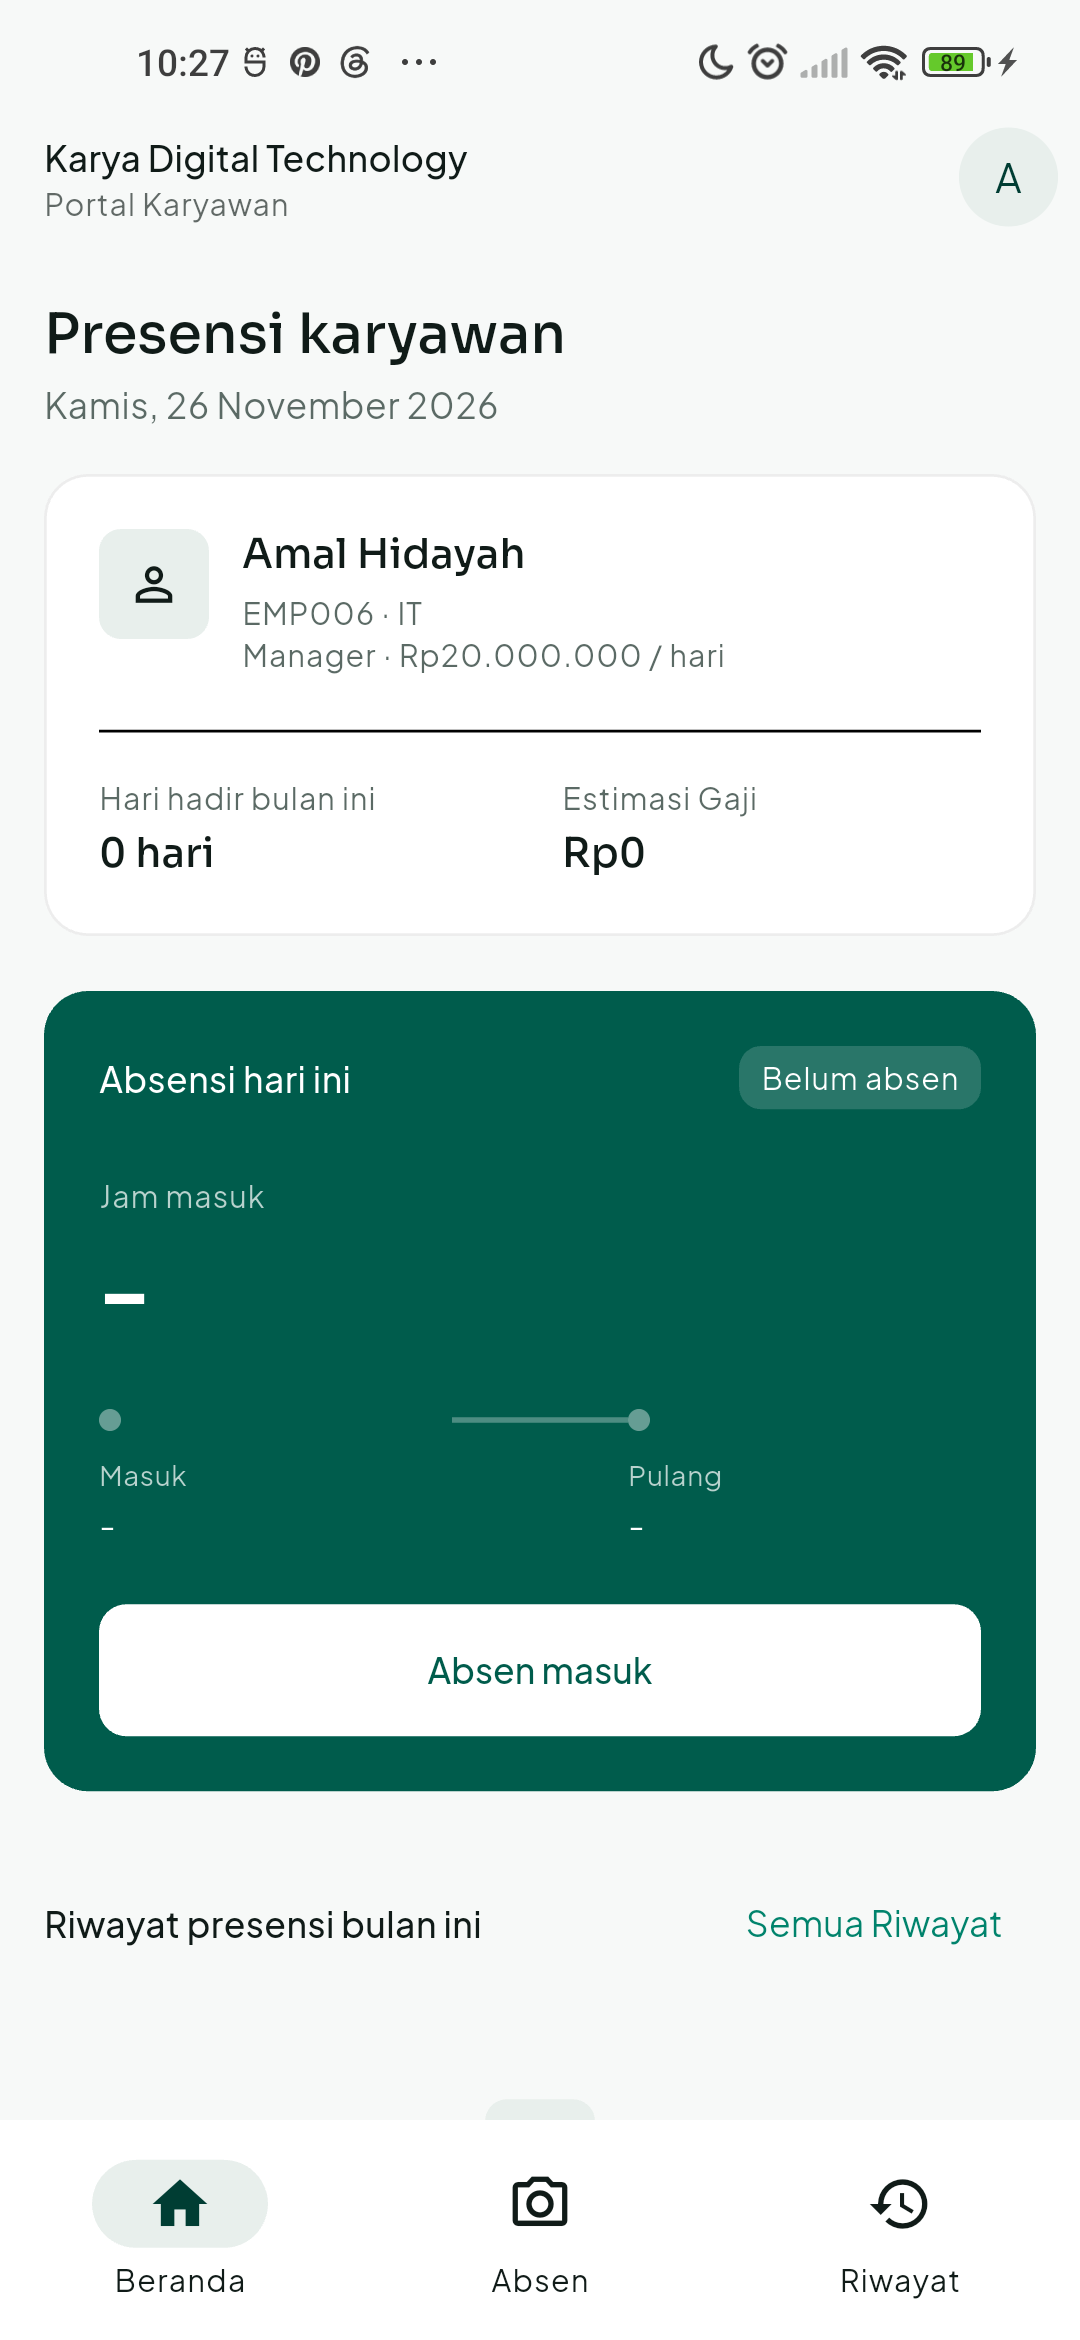 10:27
89
Karya Digital Technology
Portal Karyawan
A
Presensi karyawan
Kamis, 26 November 2026
Amal Hidayah
EMP006 · IT
Manager · Rp20.000.000 / hari
Hari hadir bulan ini
0 hari
Estimasi Gaji
Rp0
Absensi hari ini
Belum absen
Jam masuk
–
Masuk
-
Pulang
-
Absen masuk
Riwayat presensi bulan ini
Semua Riwayat
Beranda
Absen
Riwayat